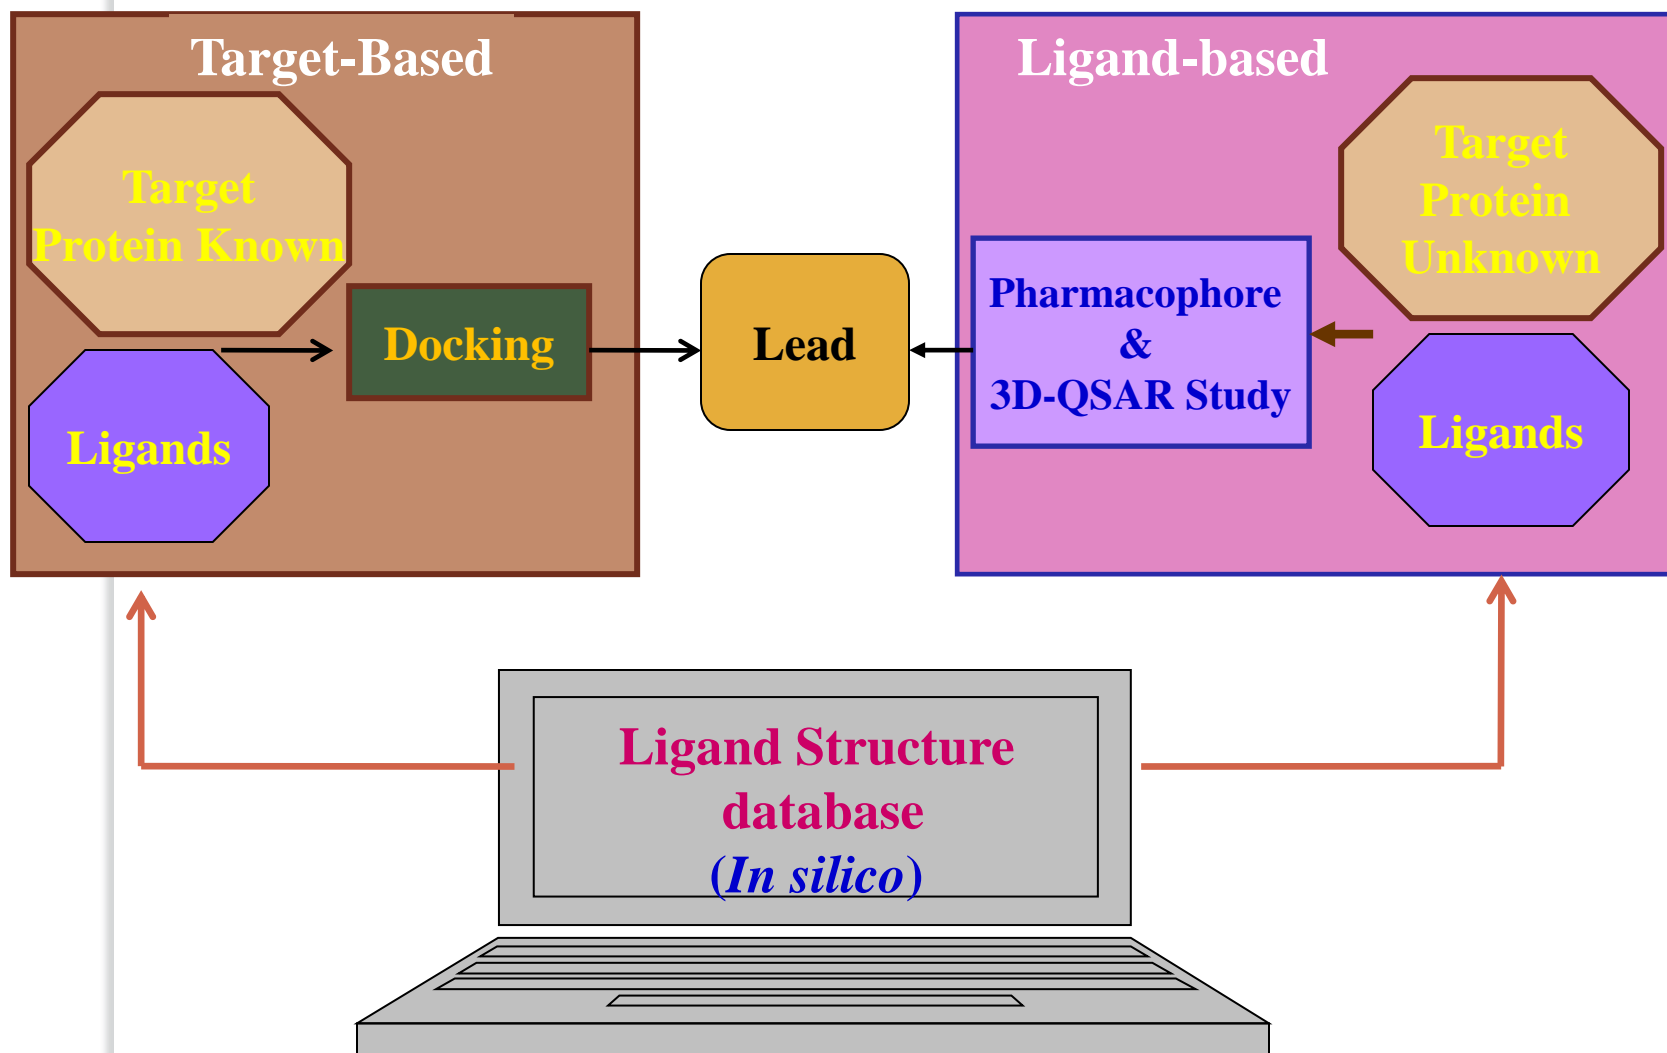 Target-Based
Target
Protein Known
Docking
Ligands
Lead
Ligand-based
Target
Protein
Unknown
Pharmacophore
&
3D-QSAR Study
Ligands
Ligand Structure
database
(In silico)